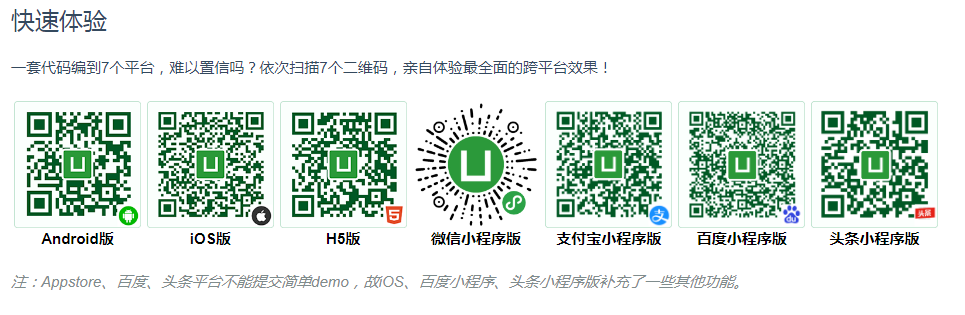 快速体验
一套代码编到7个平台，难以置信吗？依次扫描7个二维码，亲自体验最全面的跨平台效果！
Android版 iOS版 H5版 微信小程序版 支付宝小程序版 百度小程序版 头条小程序版
注：Appstore、百度、头条平台不能提交简单demo，故iOS、百度小程序、头条小程序版补充了一些其他功能。